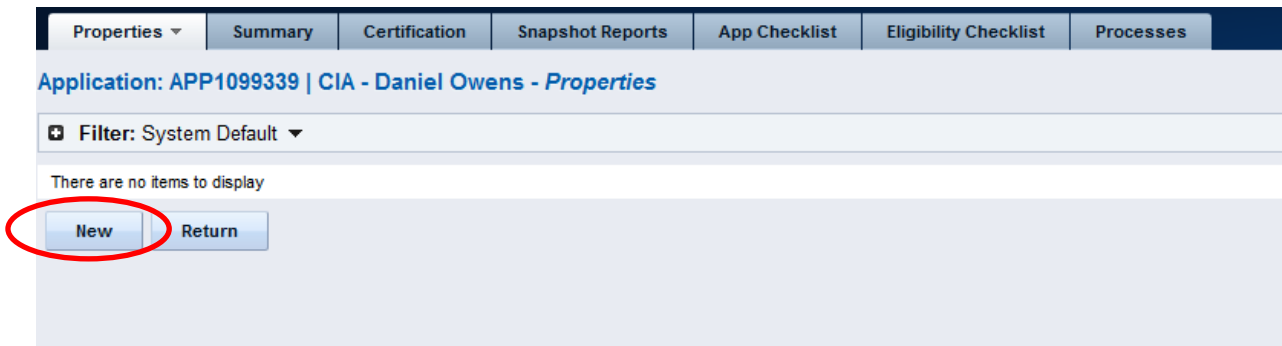 Properties Summary Certification Snapshot Reports App Checklist Eligibility Checklist Processes
Application: APP1099339 | CIA - Daniel Owens - Properties
Filter: System Default
There are no items to display
New Return